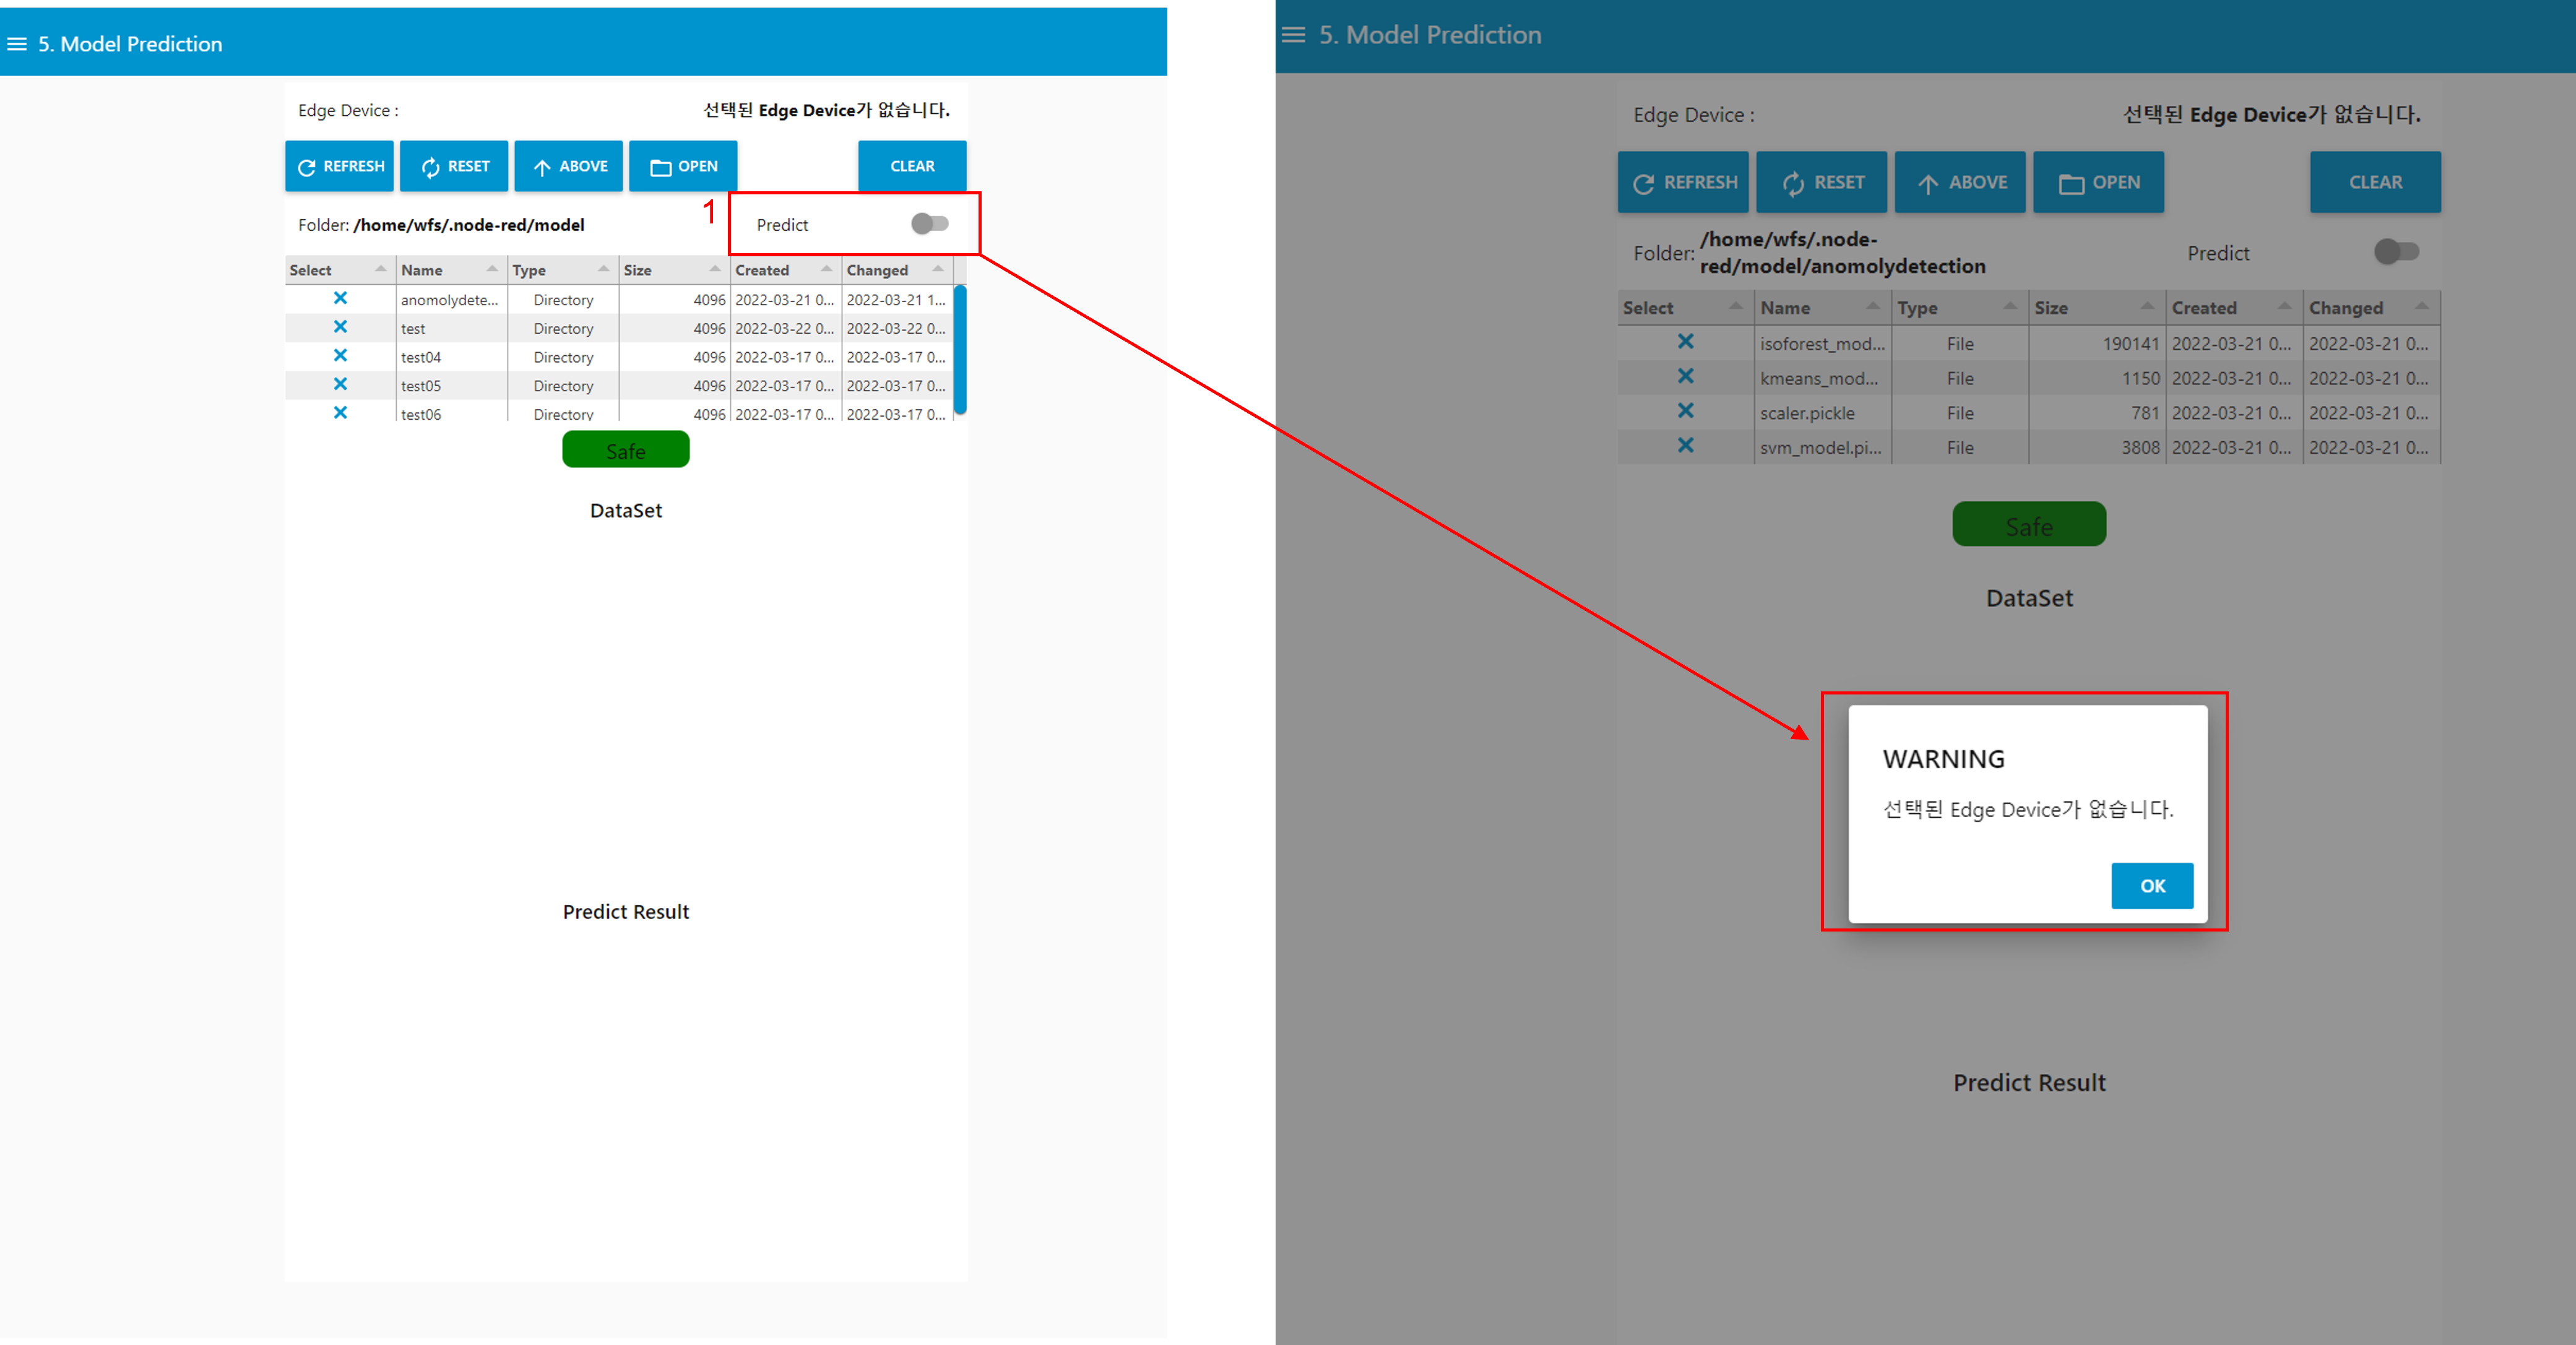 5. Model Prediction
Edge Device : 선택된 Edge Device가 없습니다.
REFRESH RESET ABOVE OPEN CLEAR
1
Folder: /home/wfs/.node-red/model Predict
Select Name Type Size Created Changed
anomolydete... Directory 4096 2022-03-21 0... 2022-03-21 1...
test Directory 4096 2022-03-22 0... 2022-03-22 0...
test04 Directory 4096 2022-03-17 0... 2022-03-17 0...
test05 Directory 4096 2022-03-17 0... 2022-03-17 0...
test06 Directory 4096 2022-03-17 0... 2022-03-17 0...
Safe
DataSet
Predict Result
5. Model Prediction
Edge Device : 선택된 Edge Device가 없습니다.
REFRESH RESET ABOVE OPEN CLEAR
Folder: /home/wfs/.node-
red/model/anomolydetection Predict
Select Name Type Size Created Changed
isoforest_mod... File 190141 2022-03-21 0... 2022-03-21 0...
kmeans_mod... File 1150 2022-03-21 0... 2022-03-21 0...
scaler.pickle File 781 2022-03-21 0... 2022-03-21 0...
svm_model.pi... File 3808 2022-03-21 0... 2022-03-21 0...
Safe
DataSet
WARNING
선택된 Edge Device가 없습니다.
OK
Predict Result